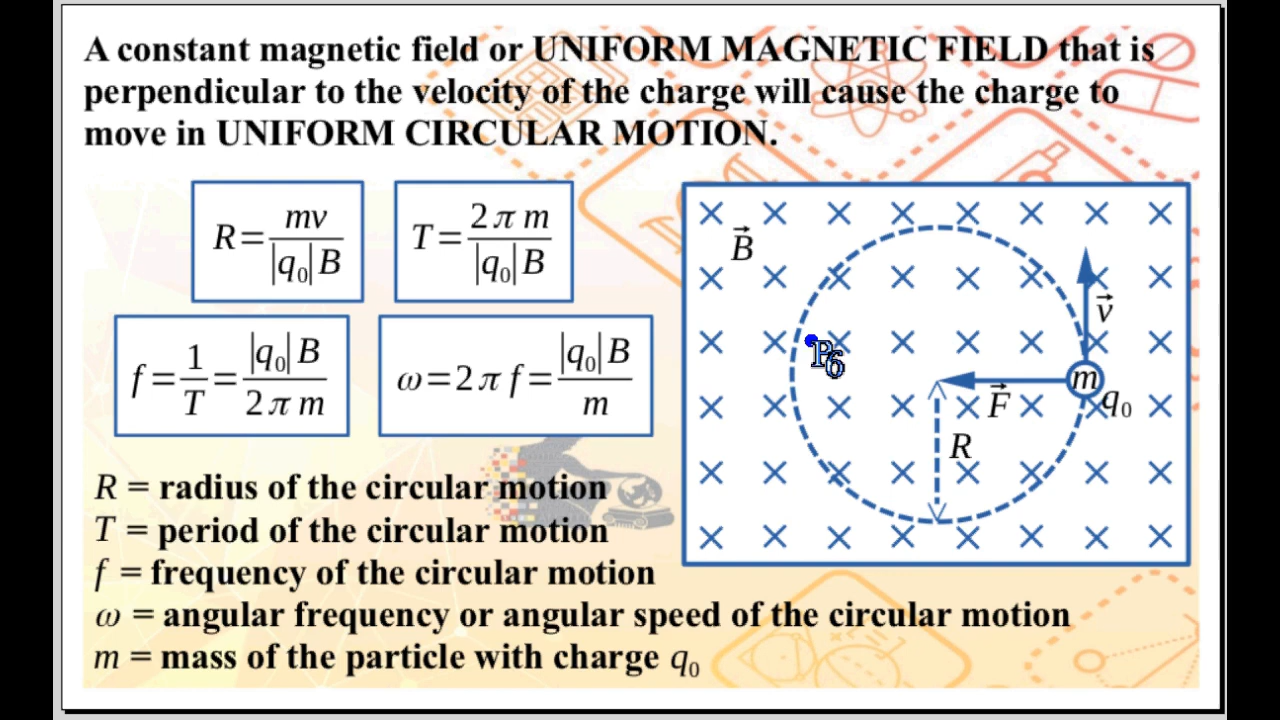 A constant magnetic field or UNIFORM MAGNETIC FIELD that is
perpendicular to the velocity of the charge will cause the charge to
move in UNIFORM CIRCULAR MOTION.
R=mv/|q₀|B
T=2πm/|q₀|B
f=1/T=|q₀|B/2πm
ω=2πf=|q₀|B/m
B⃗
v⃗
P₆
m
q₀
F⃗
R
R = radius of the circular motion
T = period of the circular motion
f = frequency of the circular motion
ω = angular frequency or angular speed of the circular motion
m = mass of the particle with charge q₀